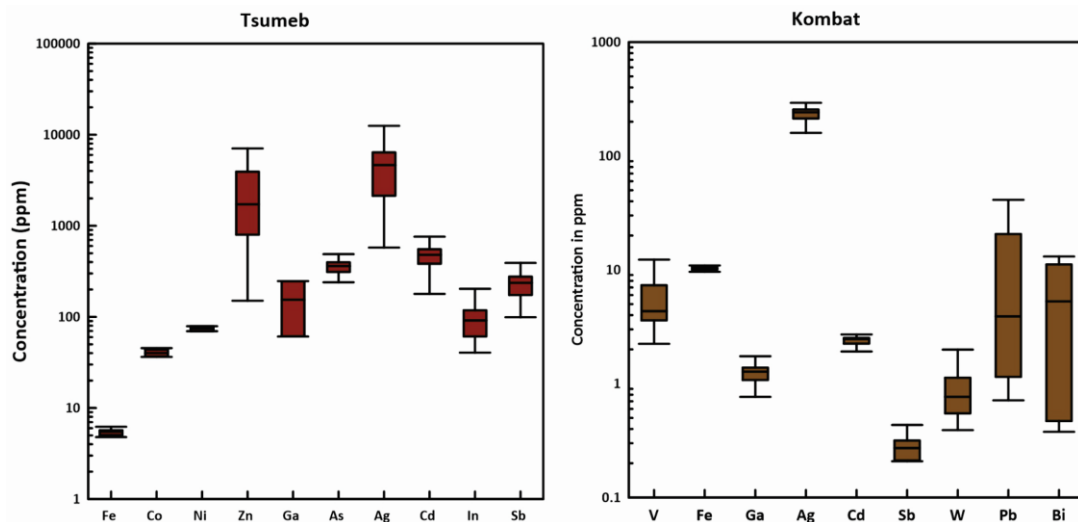 Tsumeb
Concentration (ppm)
100000
10000
1000
100
10
1
Fe Co Ni Zn Ga As Ag Cd In Sb
Kombat
Concentration in ppm
1000
100
10
1
0.1
V Fe Ga Ag Cd Sb W Pb Bi